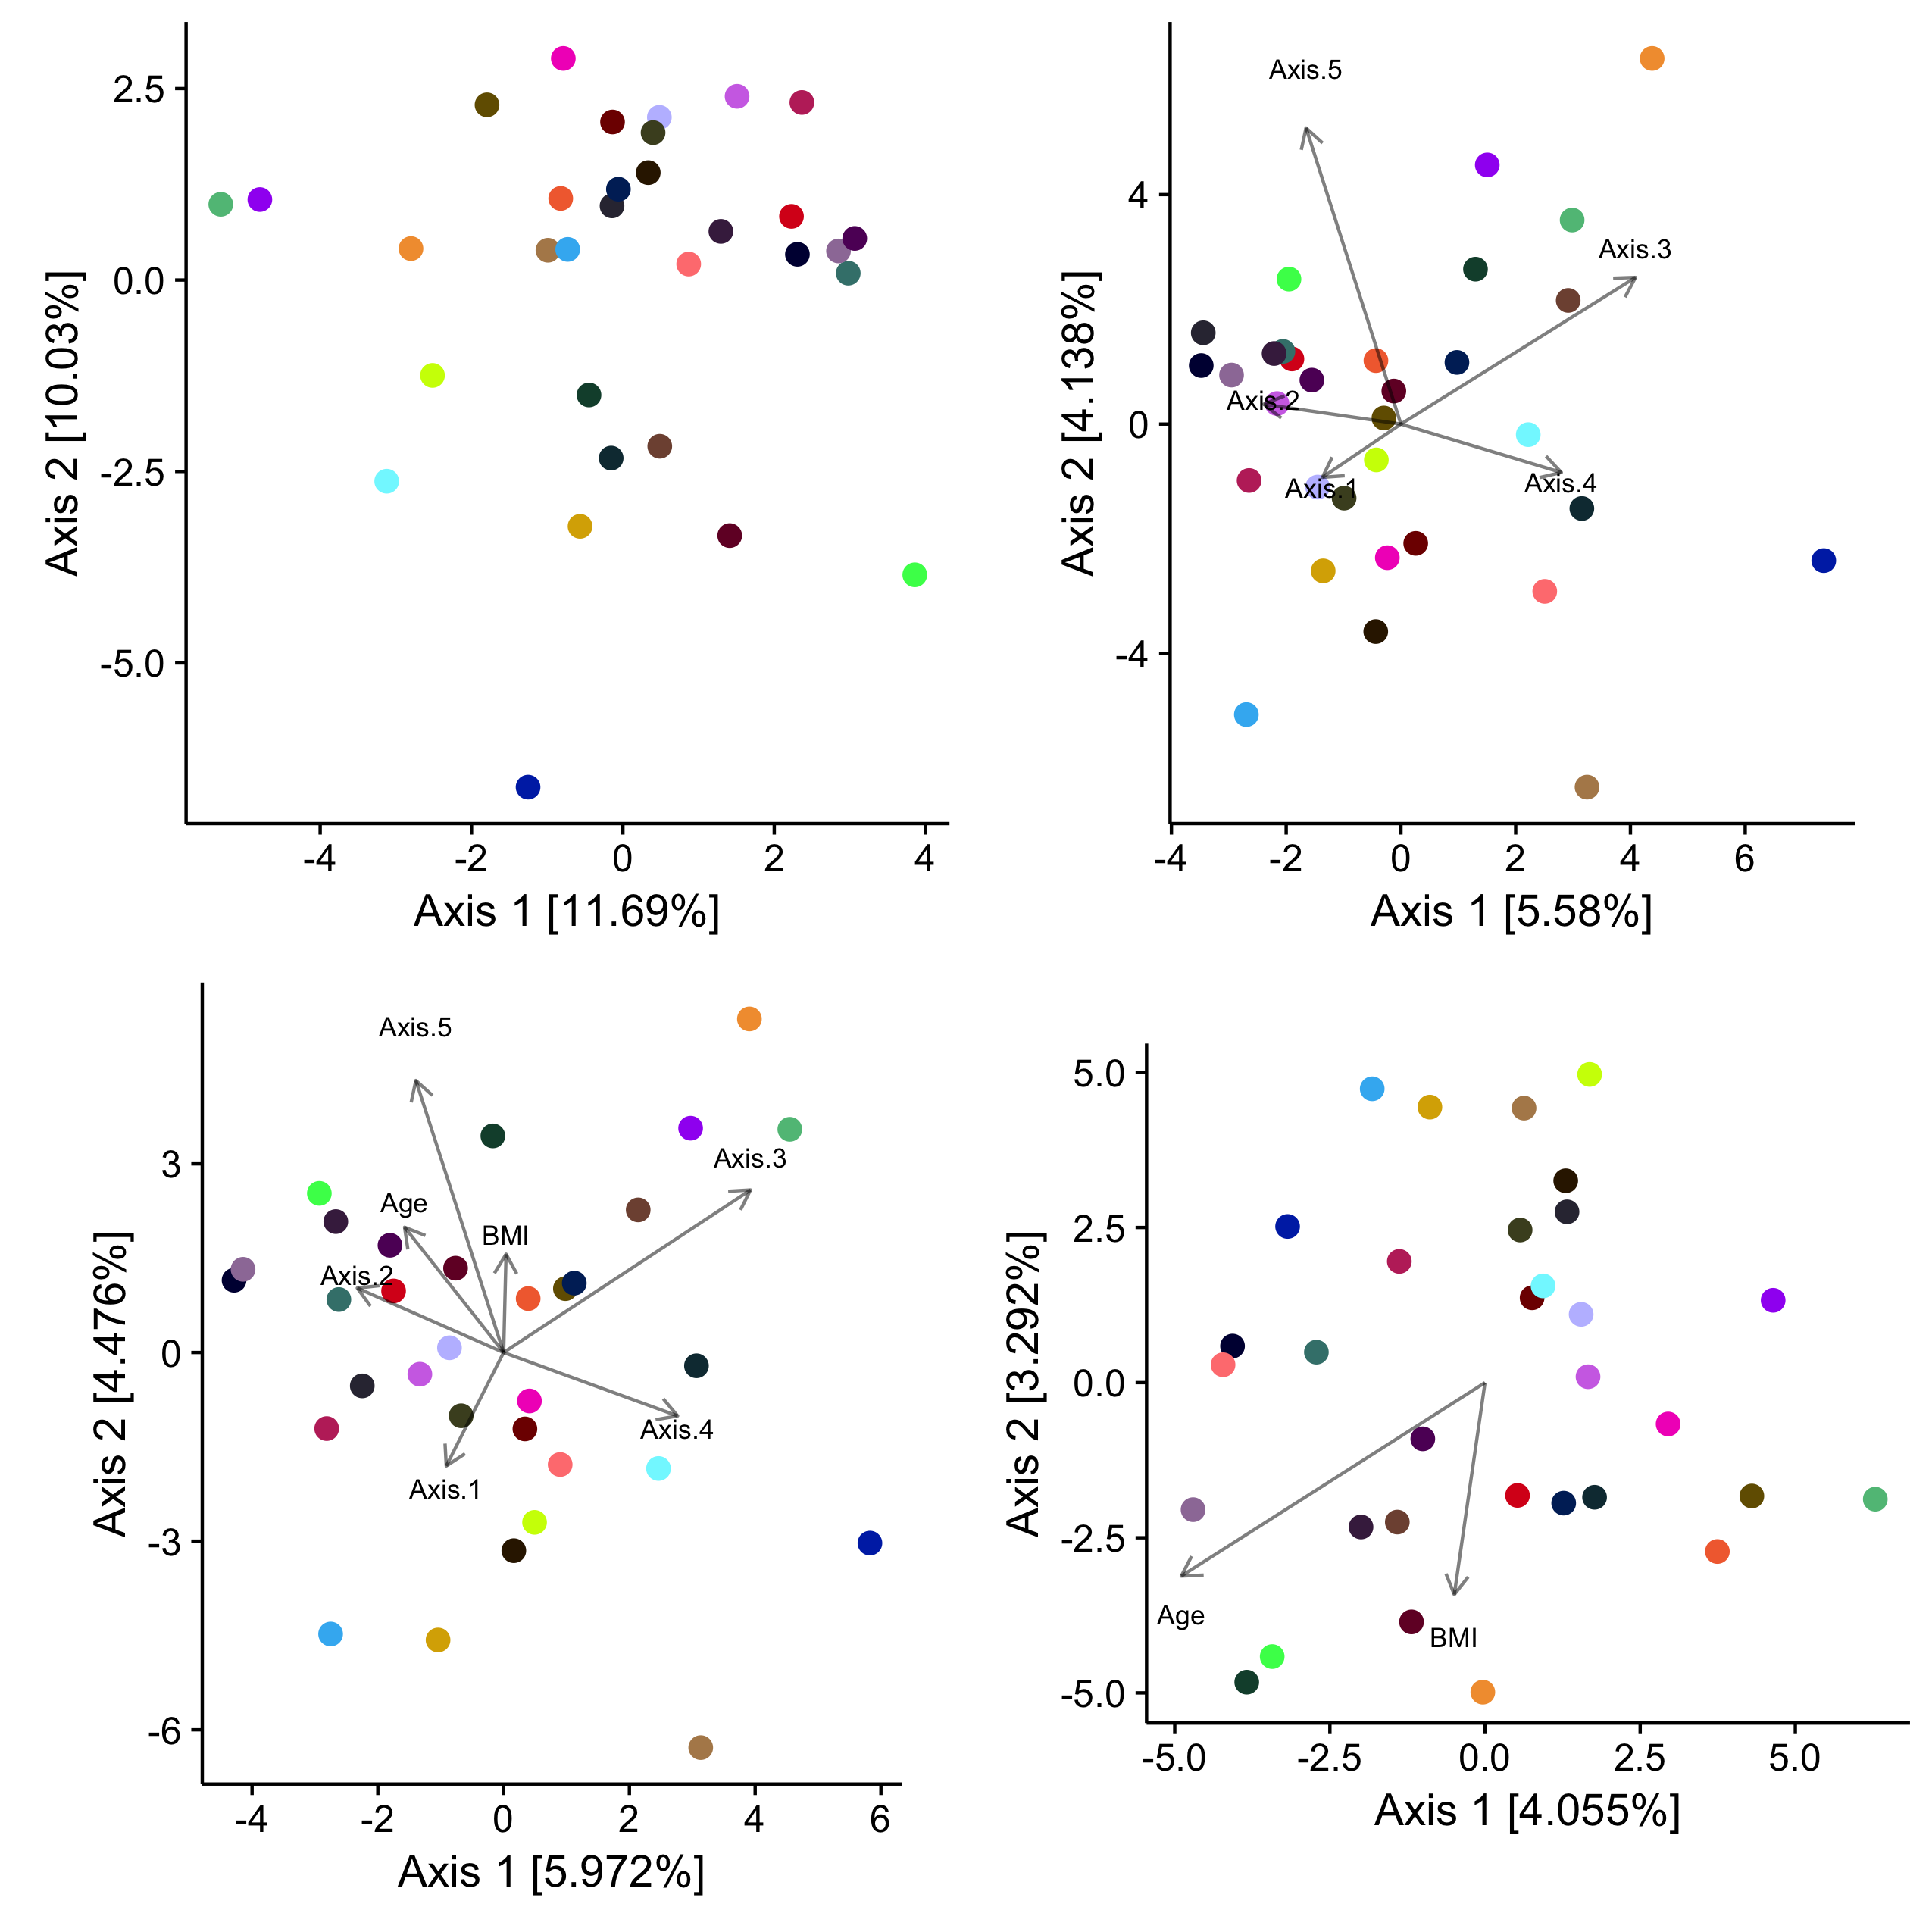 2.5
0.0
-2.5
-5.0
Axis 2 [10.03%]
-4 -2 0 2 4
Axis 1 [11.69%]
Axis.5
Axis.3
Axis.2
Axis.1
Axis.4
4
0
-4
Axis 2 [4.138%]
-4 -2 0 2 4 6
Axis 1 [5.58%]
Axis.5
Axis.3
Age
BMI
Axis.2
Axis.4
Axis.1
3
0
-3
-6
Axis 2 [4.476%]
-4 -2 0 2 4 6
Axis 1 [5.972%]
5.0
2.5
0.0
-2.5
-5.0
Axis 2 [3.292%]
Age
BMI
-5.0 -2.5 0.0 2.5 5.0
Axis 1 [4.055%]